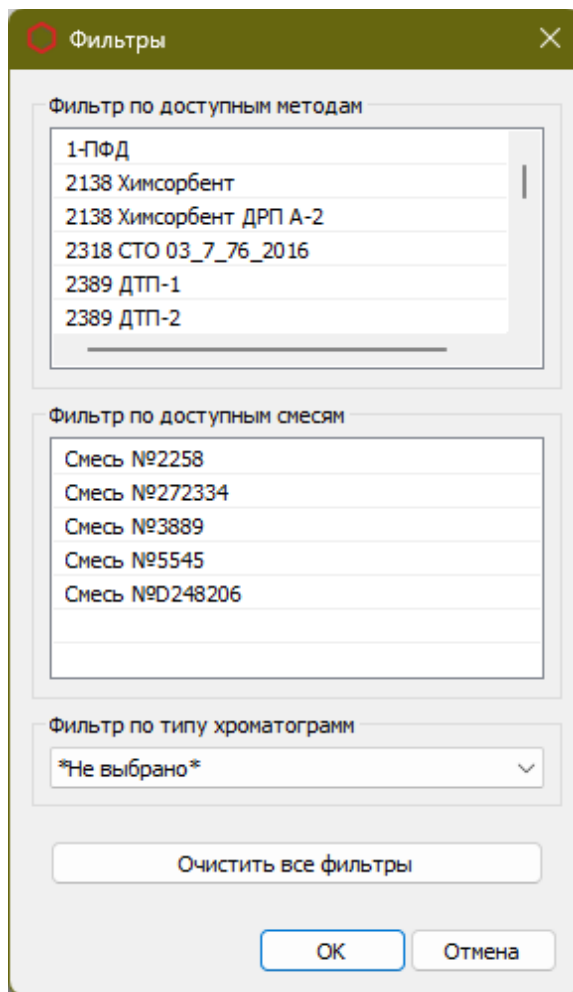 Фильтры
Фильтр по доступным методам
1-ПФД
2138 Химсорбент
2138 Химсорбент ДРП А-2
2318 СТО 03_7_76_2016
2389 ДТП-1
2389 ДТП-2
Фильтр по доступным смесям
Смесь №2258
Смесь №272334
Смесь №3889
Смесь №5545
Смесь №D248206
Фильтр по типу хроматограмм
*Не выбрано*
Очистить все фильтры
ОК
Отмена